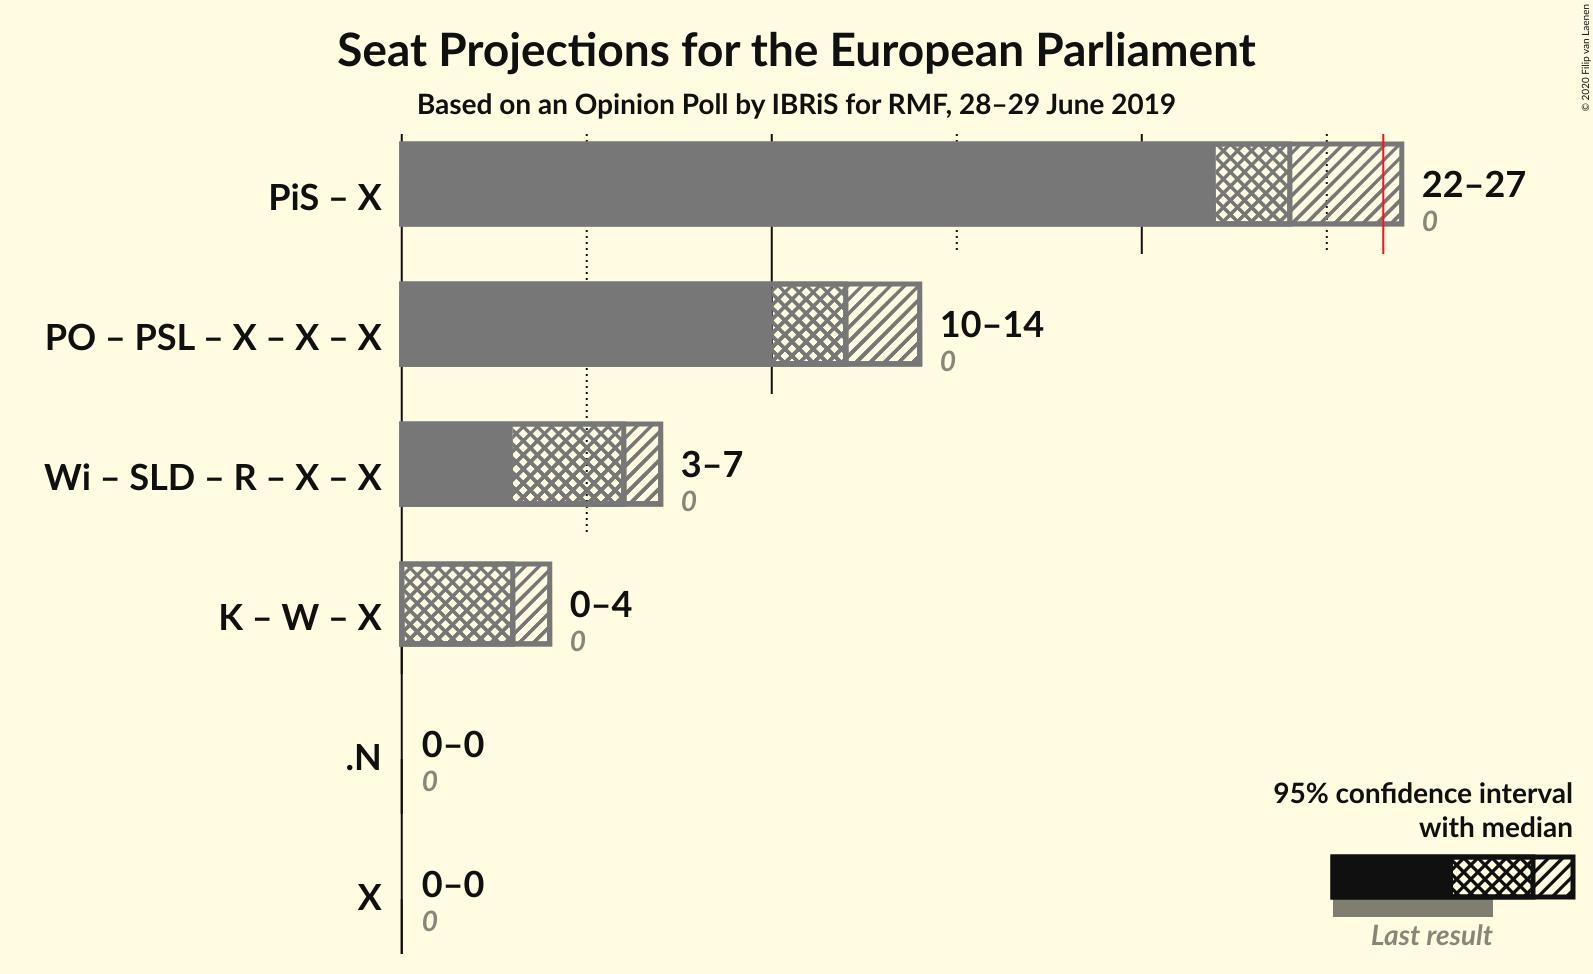 Seat Projections for the European Parliament
Based on an Opinion Poll by IBRiS for RMF, 28–29 June 2019
© 2020 Filip van Laenen
PiS – X
22–27
0
PO – PSL – X – X – X
10–14
0
Wi – SLD – R – X – X
3–7
0
K – W – X
0–4
0
.N
0–0
0
X
0–0
0
95% confidence interval
with median
Last result